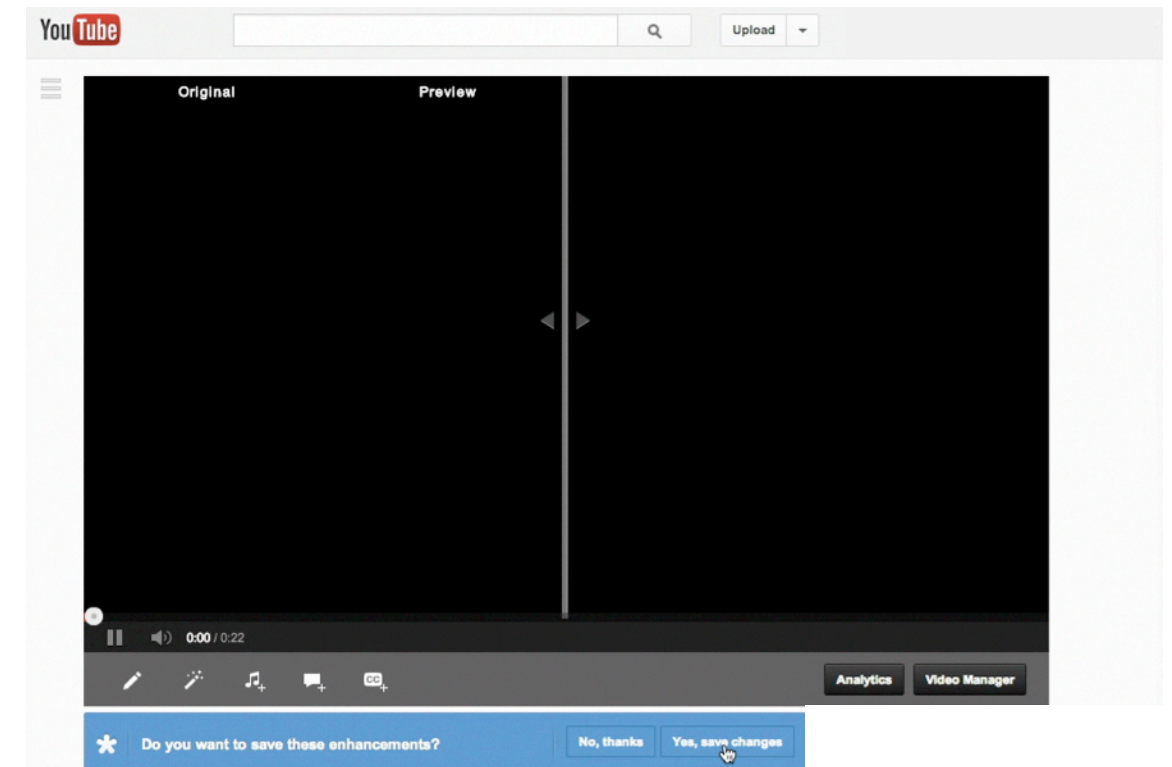 YouTube
Upload
Original Preview
0:00 / 0:22
CC
Analytics Video Manager
Do you want to save these enhancements? No, thanks Yes, save changes